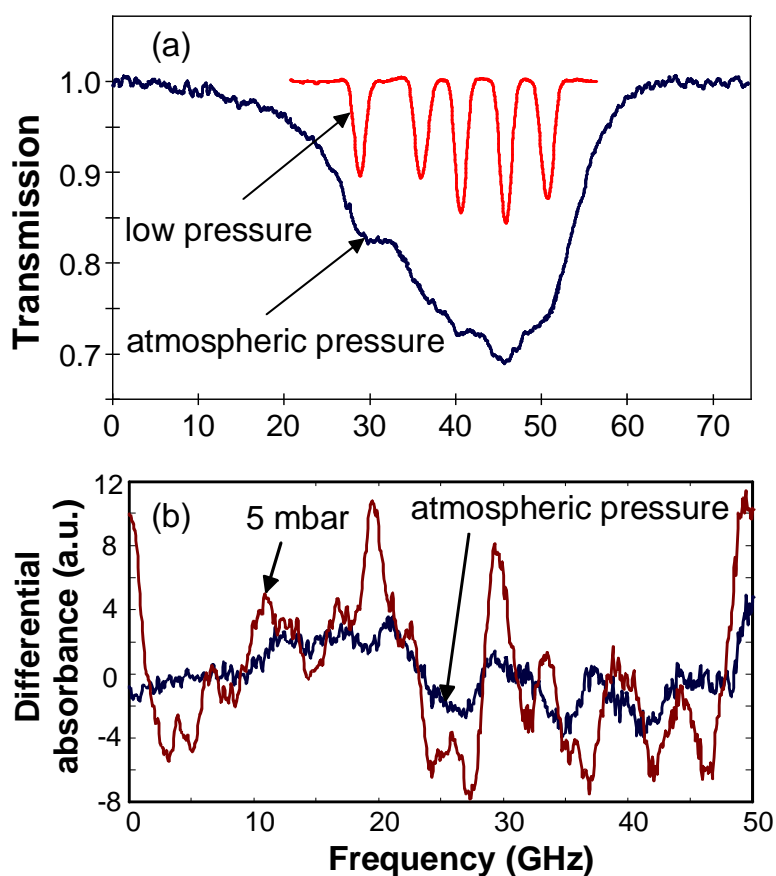 (a)
1.0
0.9
0.8
0.7
Transmission
low pressure
atmospheric pressure
0 10 20 30 40 50 60 70
(b)
5 mbar
atmospheric pressure
12
8
4
0
-4
-8
Differential
absorbance (a.u.)
0 10 20 30 40 50
Frequency (GHz)